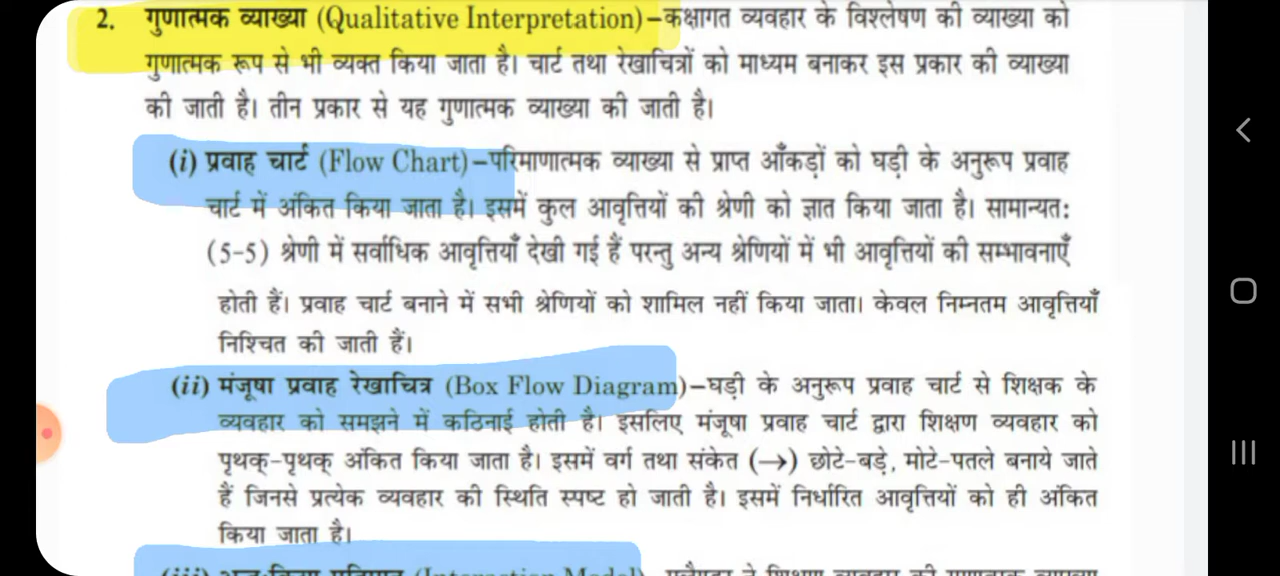 2. गुणात्मक व्याख्या (Qualitative Interpretation)–कक्षागत व्यवहार के विश्लेषण की व्याख्या को
गुणात्मक रूप से भी व्यक्त किया जाता है। चार्ट तथा रेखाचित्रों को माध्यम बनाकर इस प्रकार की व्याख्या
की जाती है। तीन प्रकार से यह गुणात्मक व्याख्या की जाती है।
(i) प्रवाह चार्ट (Flow Chart)–परिमाणात्मक व्याख्या से प्राप्त आँकड़ों को घड़ी के अनुरूप प्रवाह
चार्ट में अंकित किया जाता है। इसमें कुल आवृत्तियों की श्रेणी को ज्ञात किया जाता है। सामान्यत:
(5-5) श्रेणी में सर्वाधिक आवृत्तियाँ देखी गई हैं परन्तु अन्य श्रेणियों में भी आवृत्तियों की सम्भावनाएँ
होती हैं। प्रवाह चार्ट बनाने में सभी श्रेणियों को शामिल नहीं किया जाता। केवल निम्नतम आवृत्तियाँ
निश्चित की जाती हैं।
(ii) मंजूषा प्रवाह रेखाचित्र (Box Flow Diagram)–घड़ी के अनुरूप प्रवाह चार्ट से शिक्षक के
व्यवहार को समझने में कठिनाई होती है। इसलिए मंजूषा प्रवाह चार्ट द्वारा शिक्षण व्यवहार को
पृथक्-पृथक् अंकित किया जाता है। इसमें वर्ग तथा संकेत (→) छोटे-बड़े, मोटे-पतले बनाये जाते
हैं जिनसे प्रत्येक व्यवहार की स्थिति स्पष्ट हो जाती है। इसमें निर्धारित आवृत्तियों को ही अंकित
किया जाता है।
(iii) (Interaction Model)